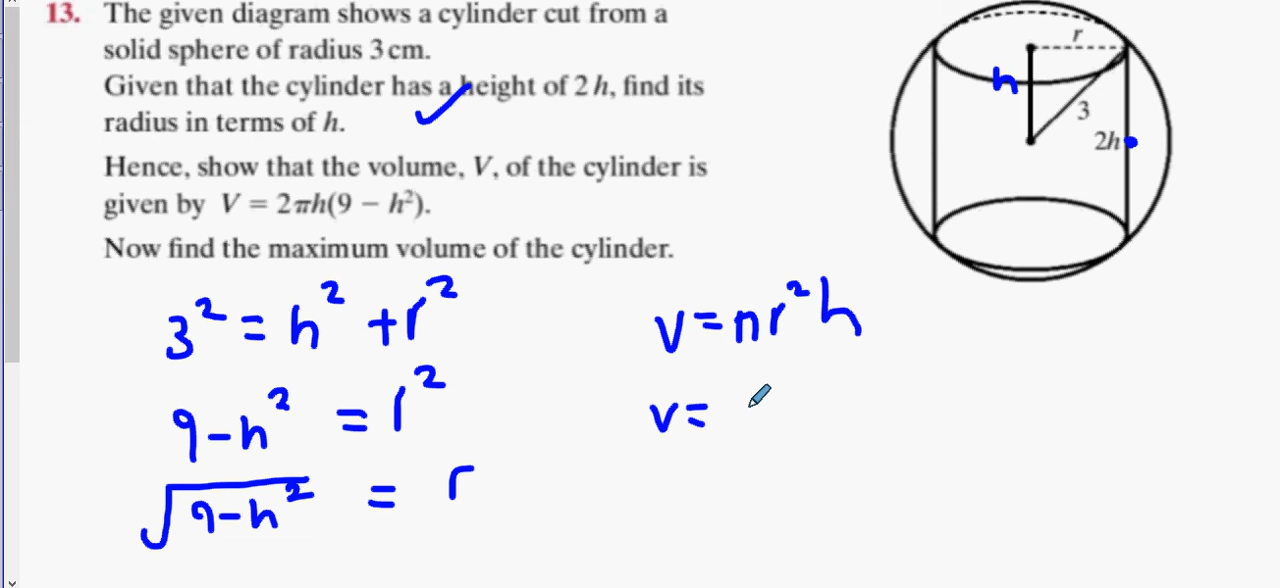 13. The given diagram shows a cylinder cut from a
solid sphere of radius 3 cm.
Given that the cylinder has a height of 2h, find its
radius in terms of h.
Hence, show that the volume, V, of the cylinder is
given by V = 2πh(9 − h²).
Now find the maximum volume of the cylinder.
r
h
3
2h
3² = h² + r²
9 − h² = r²
√(9 − h²) = r
V = πr²h
V =